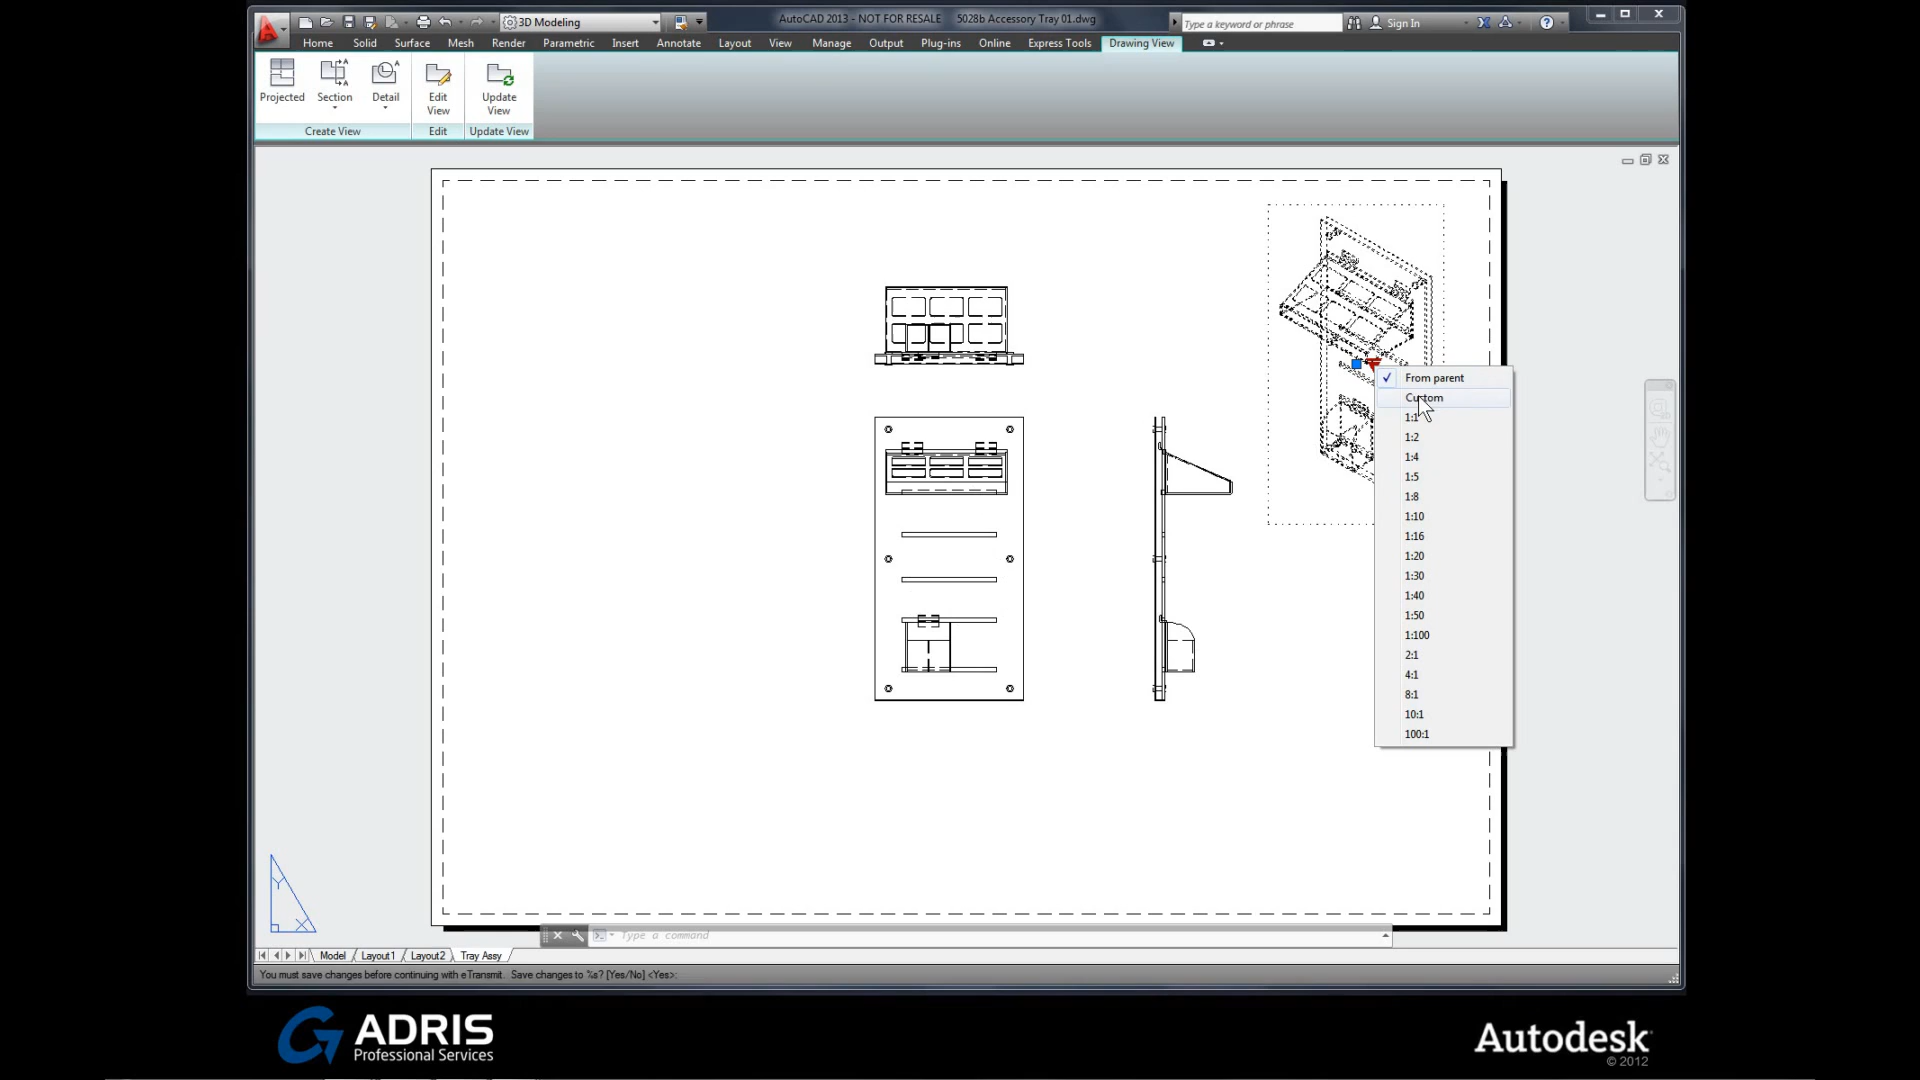 3D Modeling
AutoCAD 2013 - NOT FOR RESALE 5028b Accessory Tray 01.dwg
Type a keyword or phrase
Sign In
Home Solid Surface Mesh Render Parametric Insert Annotate Layout View Manage Output Plug-ins Online Express Tools Drawing View
Projected Section Detail Edit View Update View
Create View Edit Update View
From parent
Custom
1:1
1:2
1:4
1:5
1:8
1:10
1:16
1:20
1:30
1:40
1:50
1:100
2:1
4:1
8:1
10:1
100:1
Y
X
Type a command
Model Layout1 Layout2 Tray Assy
You must save changes before continuing with eTransmit. Save changes to %s? [Yes/No] <Yes>:
ADRIS
Professional Services
Autodesk
© 2012